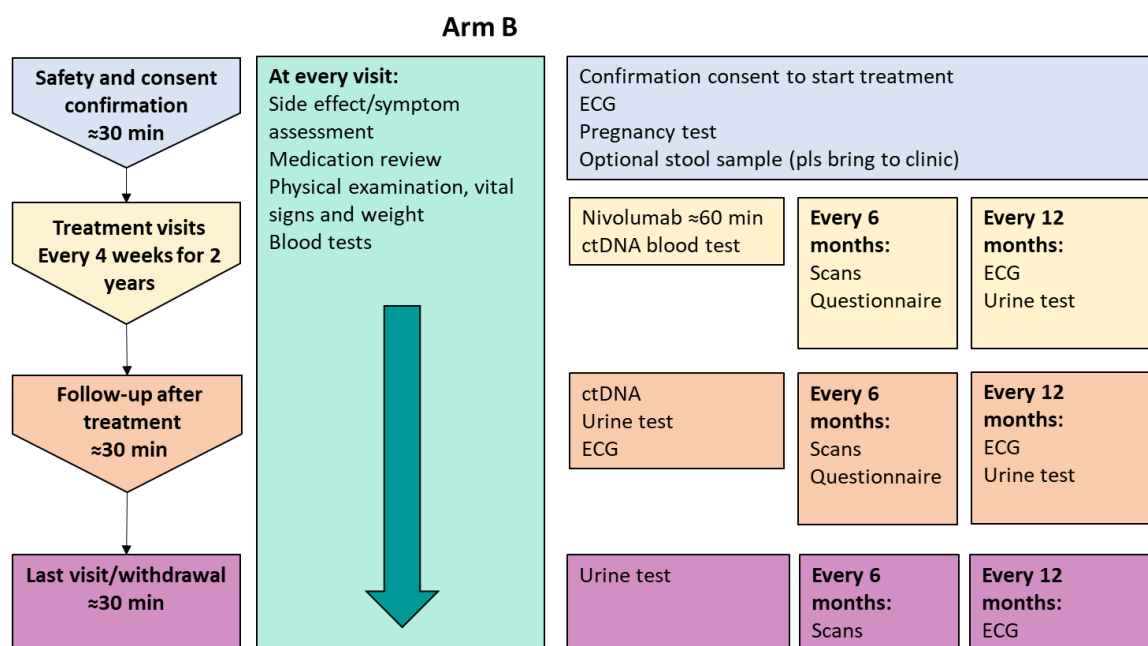 Arm B
Safety and consent
confirmation
≈30 min
At every visit:
Side effect/symptom
assessment
Medication review
Physical examination, vital
signs and weight
Blood tests
Confirmation consent to start treatment
ECG
Pregnancy test
Optional stool sample (pls bring to clinic)
Treatment visits
Every 4 weeks for 2
years
Nivolumab ≈60 min
ctDNA blood test
Every 6
months:
Scans
Questionnaire
Every 12
months:
ECG
Urine test
Follow-up after
treatment
≈30 min
ctDNA
Urine test
ECG
Every 6
months:
Scans
Questionnaire
Every 12
months:
ECG
Urine test
Last visit/withdrawal
≈30 min
Urine test
Every 6
months:
Scans
Every 12
months:
ECG